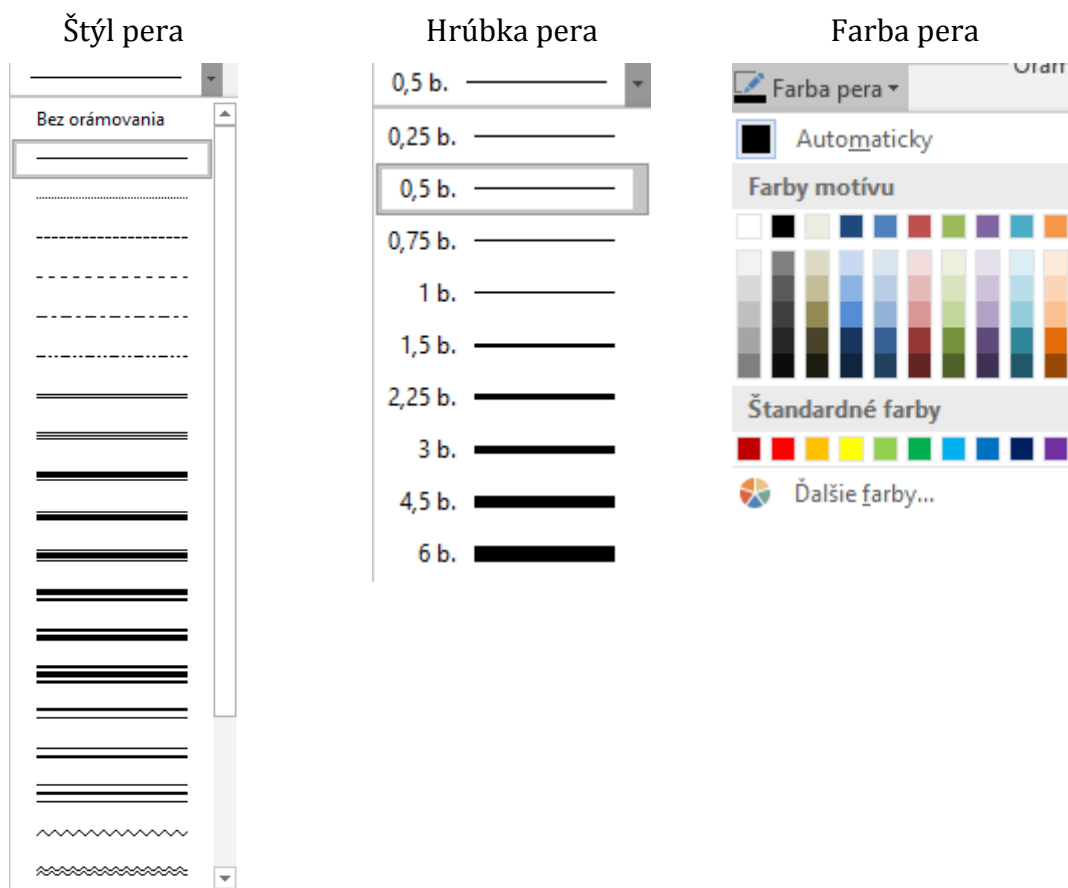 Štýl pera
Bez orámovania
Hrúbka pera
0,5 b.
0,25 b.
0,5 b.
0,75 b.
1 b.
1,5 b.
2,25 b.
3 b.
4,5 b.
6 b.
Farba pera
Farba pera
Automaticky
Farby motívu
Štandardné farby
Ďalšie farby...